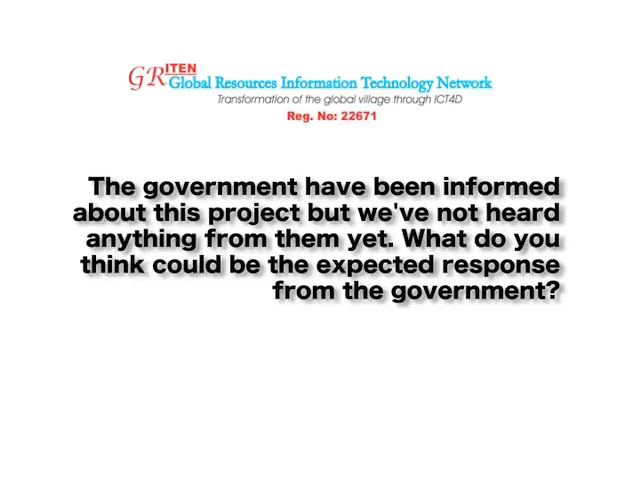 GRITEN
Global Resources Information Technology Network
Transformation of the global village through ICT4D
Reg. No: 22671
The government have been informed
about this project but we've not heard
anything from them yet. What do you
think could be the expected response
from the government?